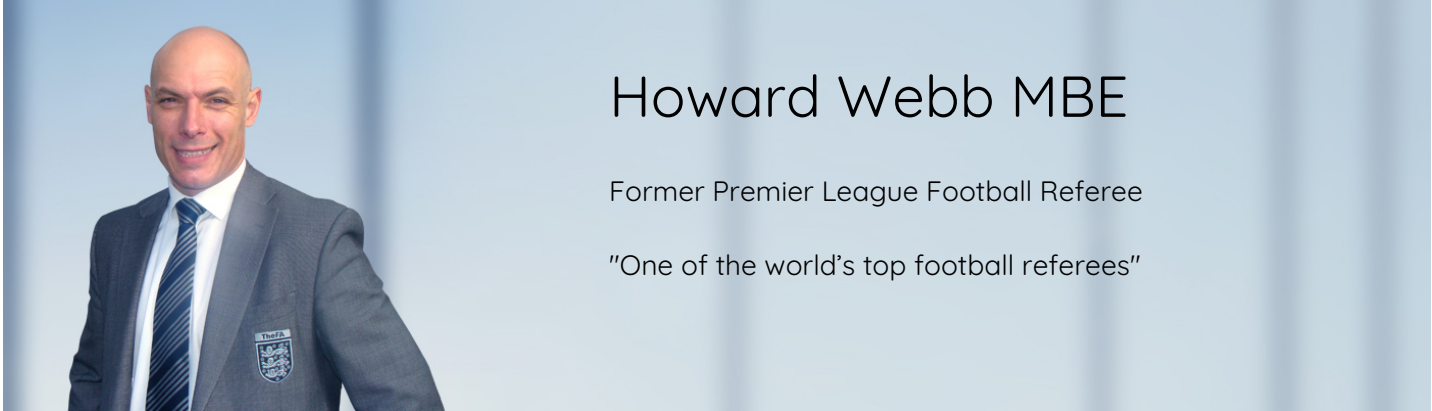 Howard Webb MBE
Former Premier League Football Referee
"One of the world’s top football referees"
TheFA